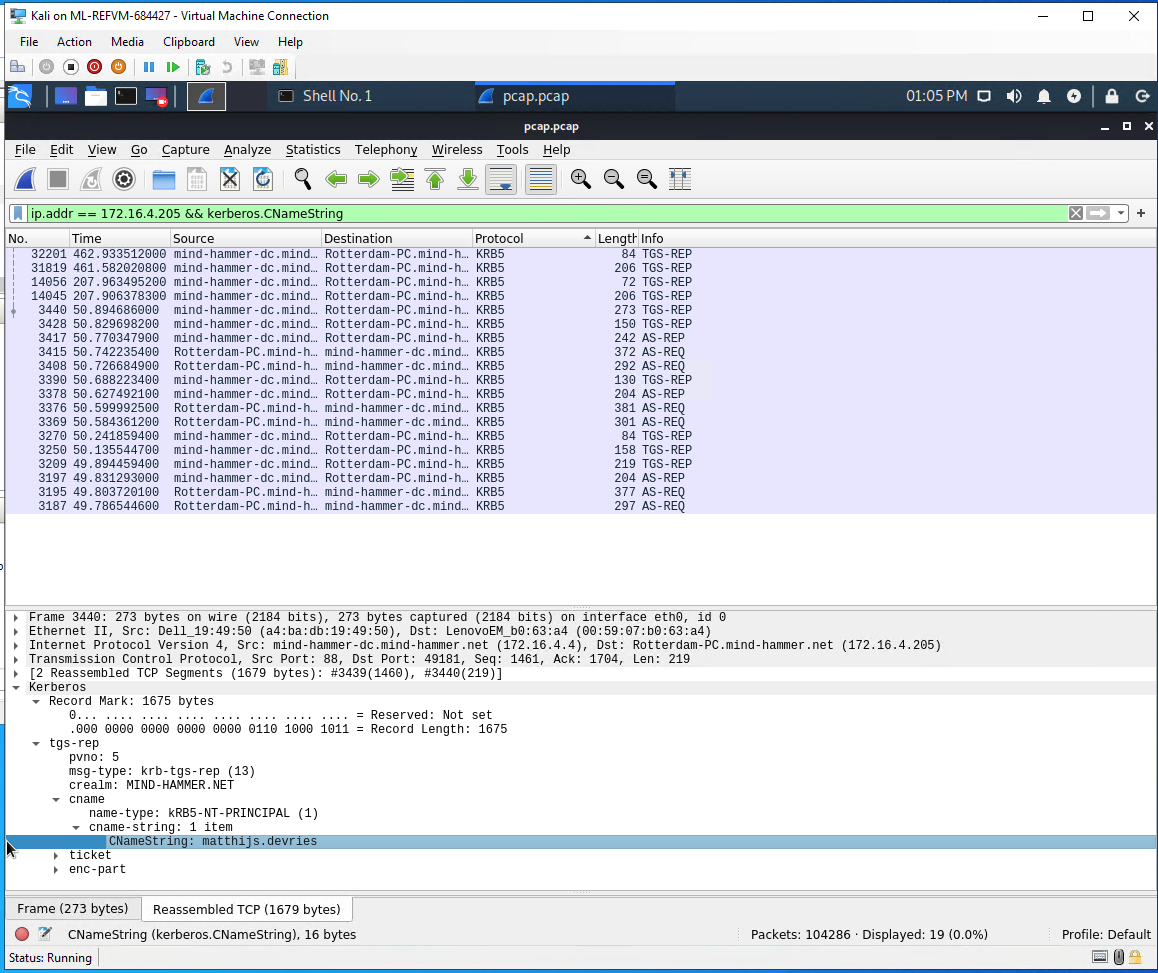 Kali on ML-REFVM-684427 - Virtual Machine Connection
File Action Media Clipboard View Help
Shell No. 1 pcap.pcap 01:05 PM
pcap.pcap
File Edit View Go Capture Analyze Statistics Telephony Wireless Tools Help
ip.addr == 172.16.4.205 && kerberos.CNameString
No. Time Source Destination Protocol Length Info
32201 462.933512000 mind-hammer-dc.mind… Rotterdam-PC.mind-h… KRB5 84 TGS-REP
31819 461.582020800 mind-hammer-dc.mind… Rotterdam-PC.mind-h… KRB5 206 TGS-REP
14056 207.963495200 mind-hammer-dc.mind… Rotterdam-PC.mind-h… KRB5 72 TGS-REP
14045 207.906378300 mind-hammer-dc.mind… Rotterdam-PC.mind-h… KRB5 206 TGS-REP
3440 50.894686000 mind-hammer-dc.mind… Rotterdam-PC.mind-h… KRB5 273 TGS-REP
3428 50.829698200 mind-hammer-dc.mind… Rotterdam-PC.mind-h… KRB5 150 TGS-REP
3417 50.770347900 mind-hammer-dc.mind… Rotterdam-PC.mind-h… KRB5 242 AS-REP
3415 50.742235400 Rotterdam-PC.mind-h… mind-hammer-dc.mind… KRB5 372 AS-REQ
3408 50.726684900 Rotterdam-PC.mind-h… mind-hammer-dc.mind… KRB5 292 AS-REQ
3390 50.688223400 mind-hammer-dc.mind… Rotterdam-PC.mind-h… KRB5 130 TGS-REP
3378 50.627492100 mind-hammer-dc.mind… Rotterdam-PC.mind-h… KRB5 204 AS-REP
3376 50.599992500 Rotterdam-PC.mind-h… mind-hammer-dc.mind… KRB5 381 AS-REQ
3369 50.584361200 Rotterdam-PC.mind-h… mind-hammer-dc.mind… KRB5 301 AS-REQ
3270 50.241859400 mind-hammer-dc.mind… Rotterdam-PC.mind-h… KRB5 84 TGS-REP
3250 50.135544700 mind-hammer-dc.mind… Rotterdam-PC.mind-h… KRB5 158 TGS-REP
3209 49.894459400 mind-hammer-dc.mind… Rotterdam-PC.mind-h… KRB5 219 TGS-REP
3197 49.831293000 mind-hammer-dc.mind… Rotterdam-PC.mind-h… KRB5 204 AS-REP
3195 49.803720100 Rotterdam-PC.mind-h… mind-hammer-dc.mind… KRB5 377 AS-REQ
3187 49.786544600 Rotterdam-PC.mind-h… mind-hammer-dc.mind… KRB5 297 AS-REQ
Frame 3440: 273 bytes on wire (2184 bits), 273 bytes captured (2184 bits) on interface eth0, id 0
Ethernet II, Src: Dell_19:49:50 (a4:ba:db:19:49:50), Dst: LenovoEM_b0:63:a4 (00:59:07:b0:63:a4)
Internet Protocol Version 4, Src: mind-hammer-dc.mind-hammer.net (172.16.4.4), Dst: Rotterdam-PC.mind-hammer.net (172.16.4.205)
Transmission Control Protocol, Src Port: 88, Dst Port: 49181, Seq: 1461, Ack: 1704, Len: 219
[2 Reassembled TCP Segments (1679 bytes): #3439(1460), #3440(219)]
Kerberos
Record Mark: 1675 bytes
0... .... .... .... .... .... .... .... = Reserved: Not set
.000 0000 0000 0000 0000 0110 1000 1011 = Record Length: 1675
tgs-rep
pvno: 5
msg-type: krb-tgs-rep (13)
crealm: MIND-HAMMER.NET
cname
name-type: kRB5-NT-PRINCIPAL (1)
cname-string: 1 item
CNameString: matthijs.devries
ticket
enc-part
Frame (273 bytes) Reassembled TCP (1679 bytes)
CNameString (kerberos.CNameString), 16 bytes Packets: 104286 · Displayed: 19 (0.0%) Profile: Default
Status: Running